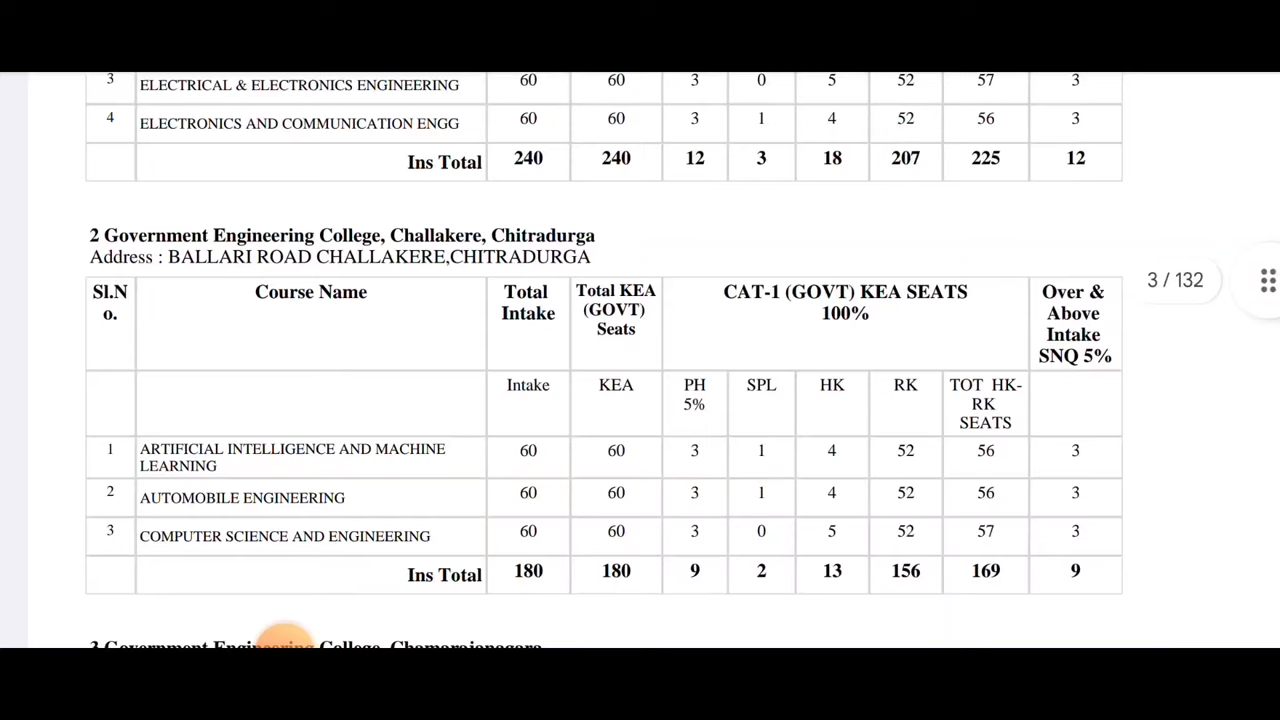 3 ELECTRICAL & ELECTRONICS ENGINEERING 60 60 3 0 5 52 57 3
4 ELECTRONICS AND COMMUNICATION ENGG 60 60 3 1 4 52 56 3
Ins Total 240 240 12 3 18 207 225 12
2 Government Engineering College, Challakere, Chitradurga
Address : BALLARI ROAD CHALLAKERE,CHITRADURGA
3 / 132
Sl.N
o.
Course Name
Total
Intake
Total KEA
(GOVT)
Seats
CAT-1 (GOVT) KEA SEATS
100%
Over &
Above
Intake
SNQ 5%
Intake
KEA
PH
5%
SPL
HK
RK
TOT HK-
RK
SEATS
1 ARTIFICIAL INTELLIGENCE AND MACHINE
LEARNING
60 60 3 1 4 52 56 3
2 AUTOMOBILE ENGINEERING 60 60 3 1 4 52 56 3
3 COMPUTER SCIENCE AND ENGINEERING 60 60 3 0 5 52 57 3
Ins Total 180 180 9 2 13 156 169 9
3 Government Engineering College, Chamarajanagara